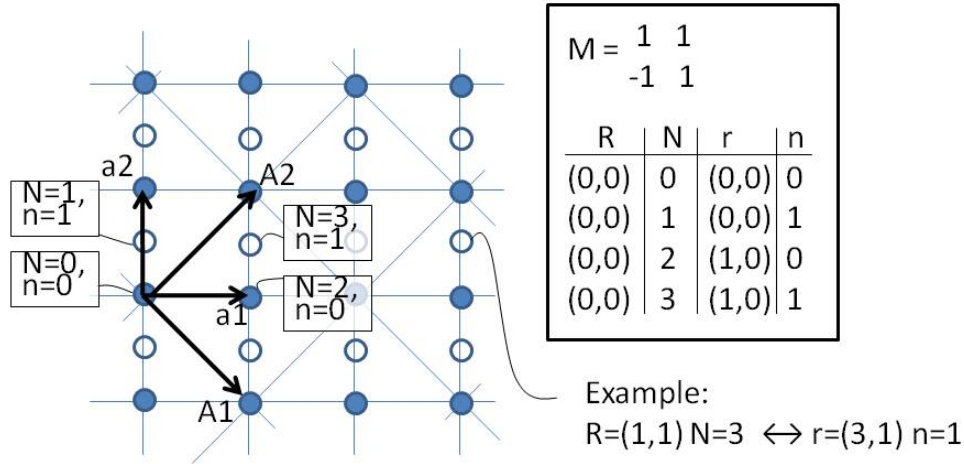 a2
A2
N=1,
n=1
N=3,
n=1
N=0,
n=0
N=2,
n=0
a1
A1
M = 1 1
-1 1
R N r n
(0,0) 0 (0,0) 0
(0,0) 1 (0,0) 1
(0,0) 2 (1,0) 0
(0,0) 3 (1,0) 1
Example:
R=(1,1) N=3 ↔ r=(3,1) n=1